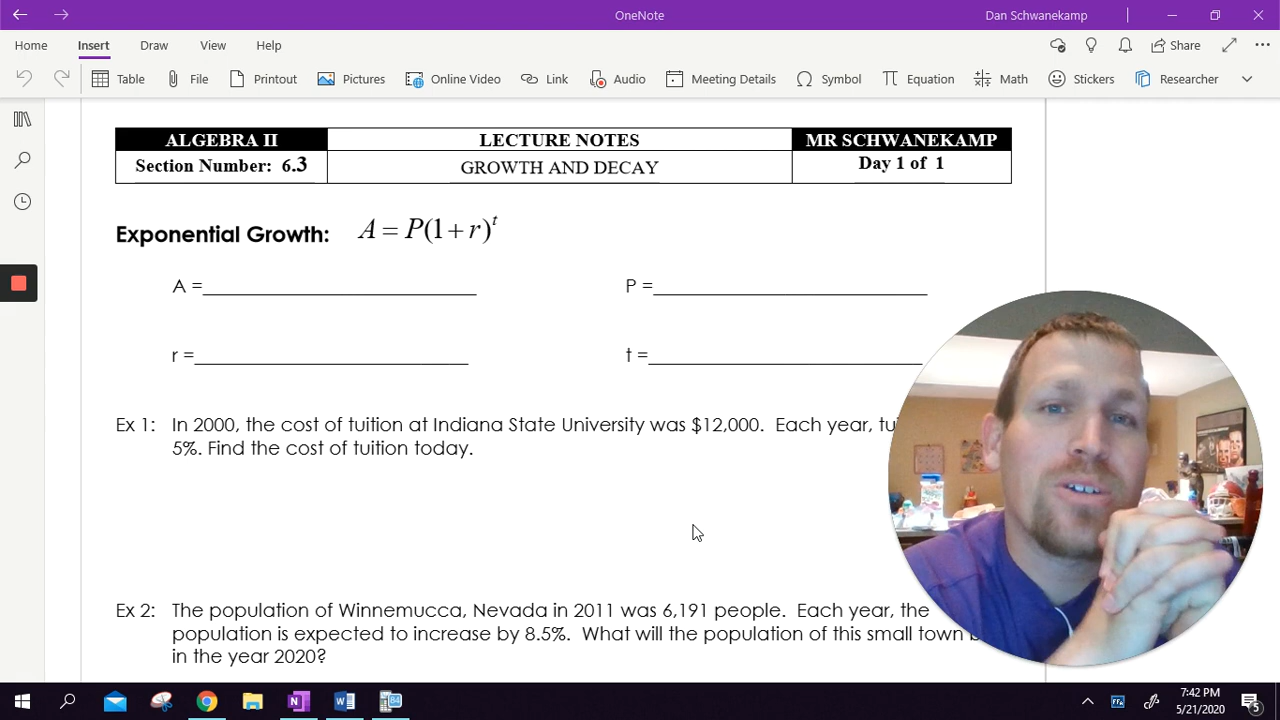 OneNote
Dan Schwanekamp
Home Insert Draw View Help
Share
Table File Printout Pictures Online Video Link Audio Meeting Details Symbol Equation Math Stickers Researcher
ALGEBRA II LECTURE NOTES MR SCHWANEKAMP
Section Number: 6.3 GROWTH AND DECAY Day 1 of 1
Exponential Growth: A = P(1 + r)^t
A =______________________________ P =______________________________
r =______________________________ t =______________________________
Ex 1: In 2000, the cost of tuition at Indiana State University was $12,000. Each year,
5%. Find the cost of tuition today.
Ex 2: The population of Winnemucca, Nevada in 2011 was 6,191 people. Each year, the
population is expected to increase by 8.5%. What will the population of this small town
in the year 2020?
7:42 PM
5/21/2020
5